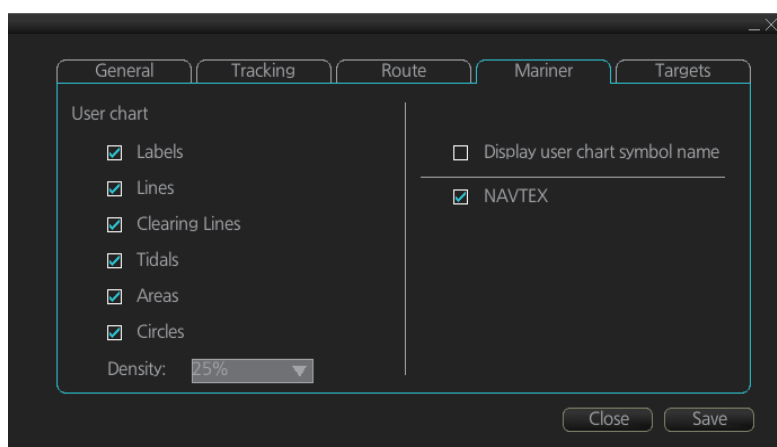 General Tracking Route Mariner Targets
User chart
Labels
Lines
Clearing Lines
Tidals
Areas
Circles
Density: 25%
Display user chart symbol name
NAVTEX
Close Save